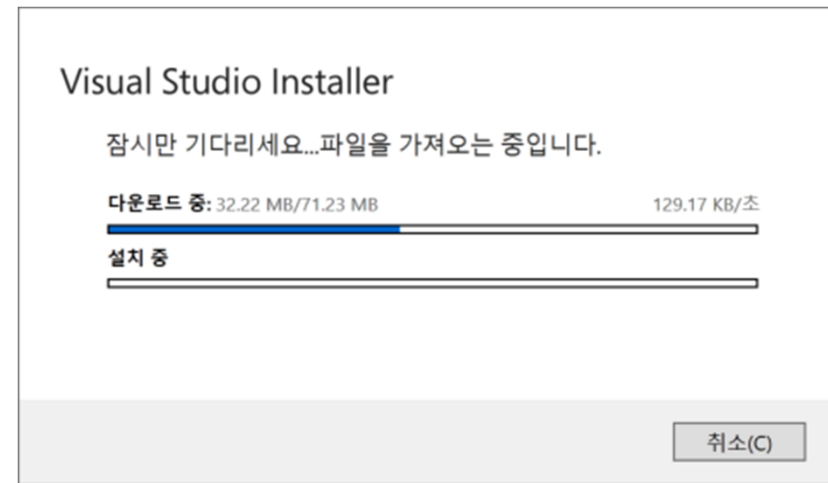 Visual Studio Installer
잠시만 기다리세요...파일을 가져오는 중입니다.
다운로드 중: 32.22 MB/71.23 MB 129.17 KB/초
설치 중
취소(C)